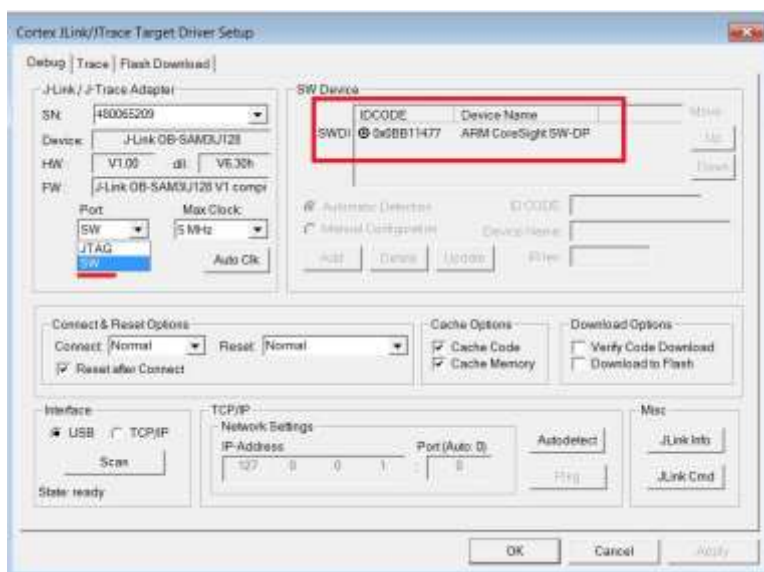 Cortex JLink/JTrace Target Driver Setup
Debug Trace Flash Download
J-Link / J-Trace Adapter
SN: 480065209
Device: J-Link OB-SAM3U128
HW: V1.00 dll: V6.30h
FW: J-Link OB-SAM3U128 V1 compi
Port: Max Clock:
SW 5 MHz
JTAG
SW
Auto Clk
SW Device
IDCODE Device Name Move
SWDI 0x0BB11477 ARM CoreSight SW-DP
Up
Down
Automatic Detection ID CODE:
Manual Configuration Device Name:
Add Delete Update IR len:
Connect & Reset Options
Connect: Normal Reset: Normal
Reset after Connect
Cache Options
Cache Code
Cache Memory
Download Options
Verify Code Download
Download to Flash
Interface
USB TCP/IP
Scan
State: ready
TCP/IP
Network Settings
IP-Address Port (Auto: 0)
127 . 0 . 0 . 1 : 0
Autodetect
Ping
Misc
JLink Info
JLink Cmd
OK Cancel Apply